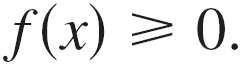 f(x) ⩾ 0.